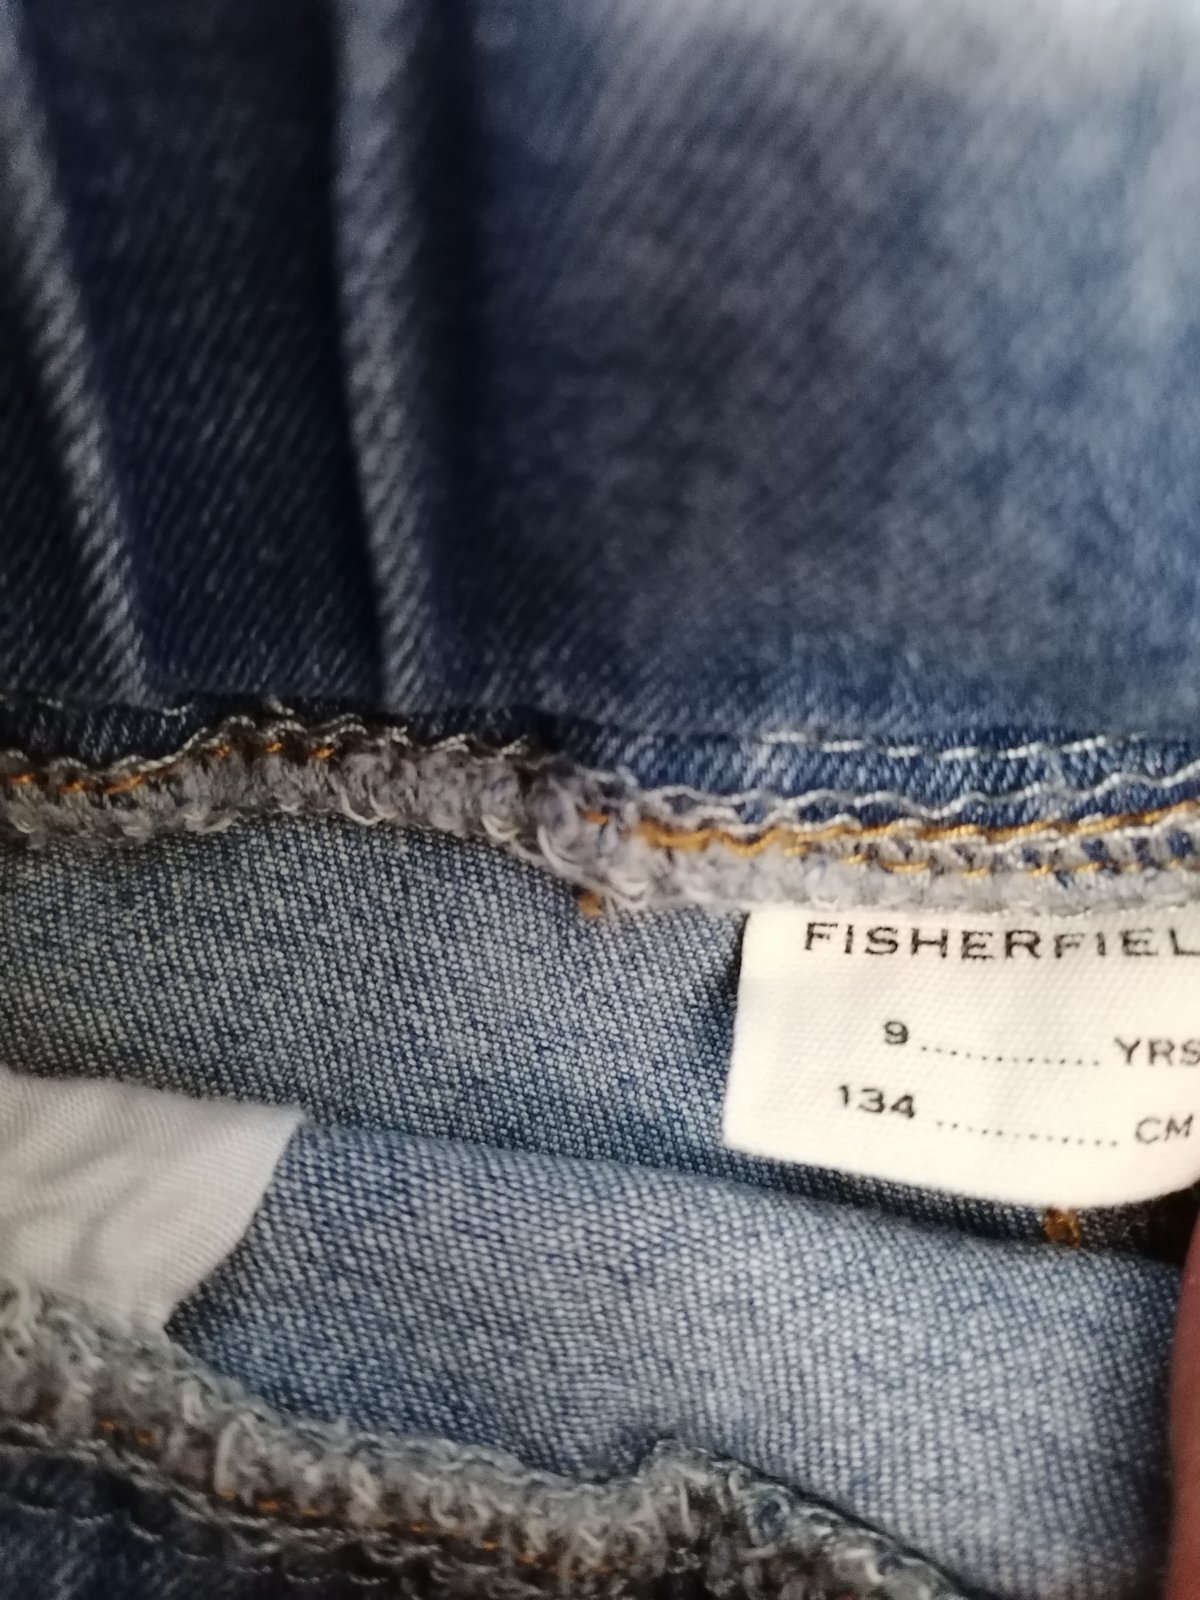 FISHERFIEL
9............ YRS
134 ............. CM